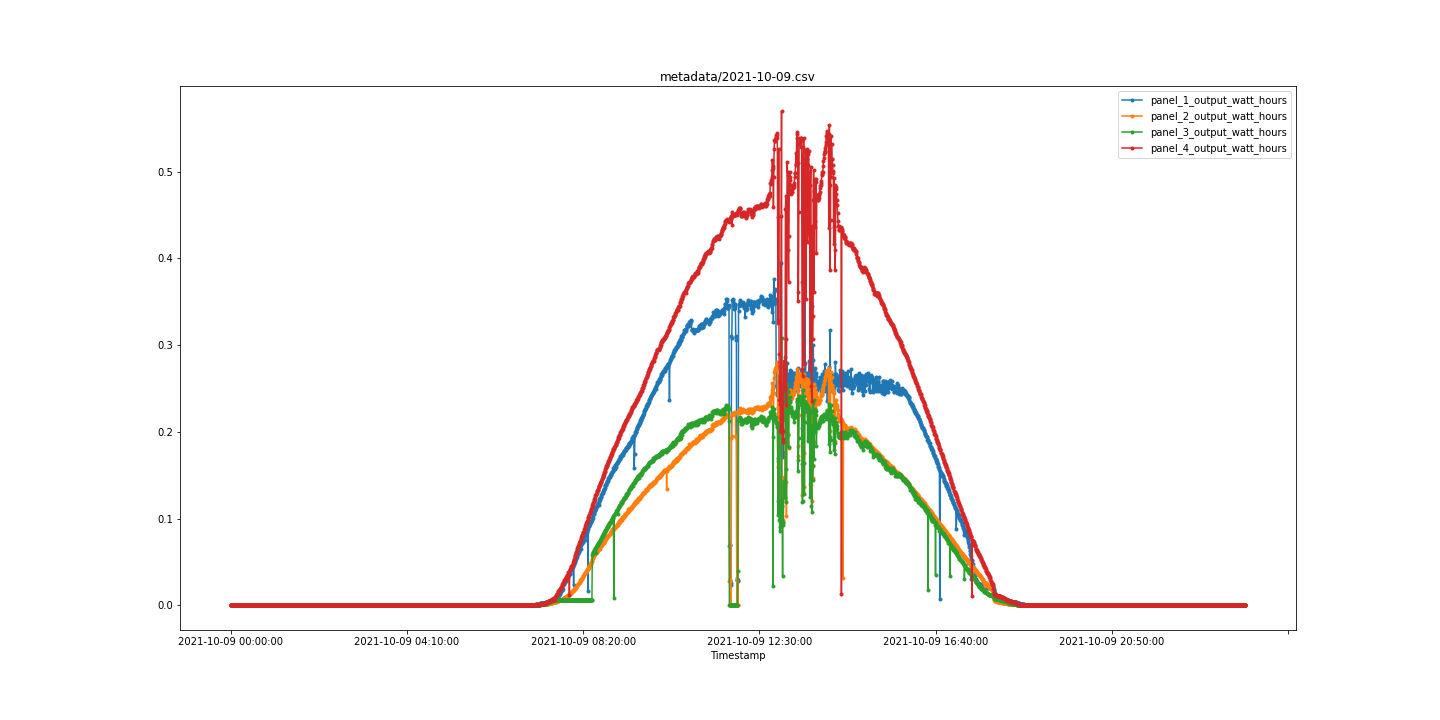 metadata/2021-10-09.csv
panel_1_output_watt_hours
panel_2_output_watt_hours
panel_3_output_watt_hours
panel_4_output_watt_hours
0.5
0.4
0.3
0.2
0.1
0.0
2021-10-09 00:00:00 2021-10-09 04:10:00 2021-10-09 08:20:00 2021-10-09 12:30:00 2021-10-09 16:40:00 2021-10-09 20:50:00
Timestamp